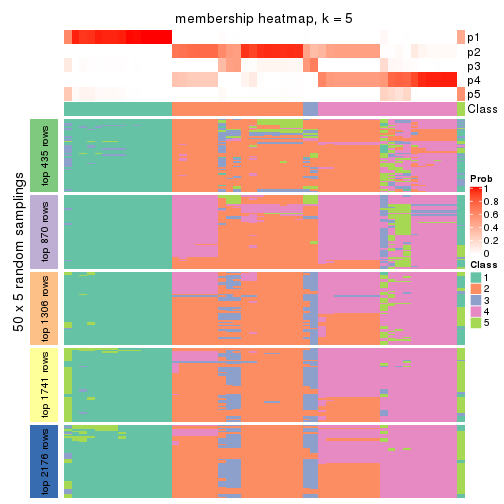 membership heatmap, k = 5
p1
p2
p3
p4
p5
Class
50 x 5 random samplings
top 435 rows
top 870 rows
top 1306 rows
top 1741 rows
top 2176 rows
Prob
1
0.8
0.6
0.4
0.2
0
Class
1
2
3
4
5